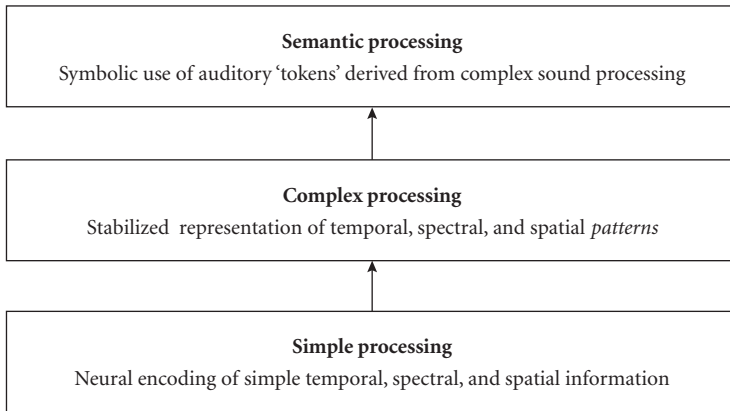 Semantic processing
Symbolic use of auditory ‘tokens’ derived from complex sound processing
Complex processing
Stabilized representation of temporal, spectral, and spatial patterns
Simple processing
Neural encoding of simple temporal, spectral, and spatial information